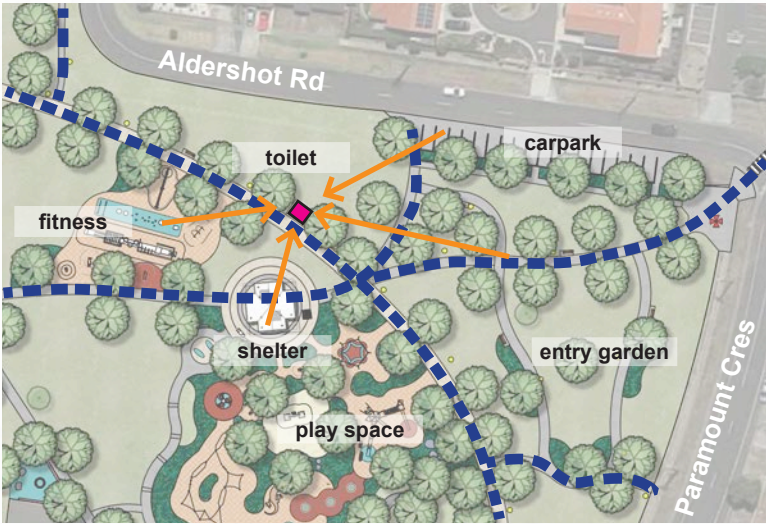 Aldershot Rd
carpark
toilet
fitness
shelter
entry garden
play space
Paramount Cres